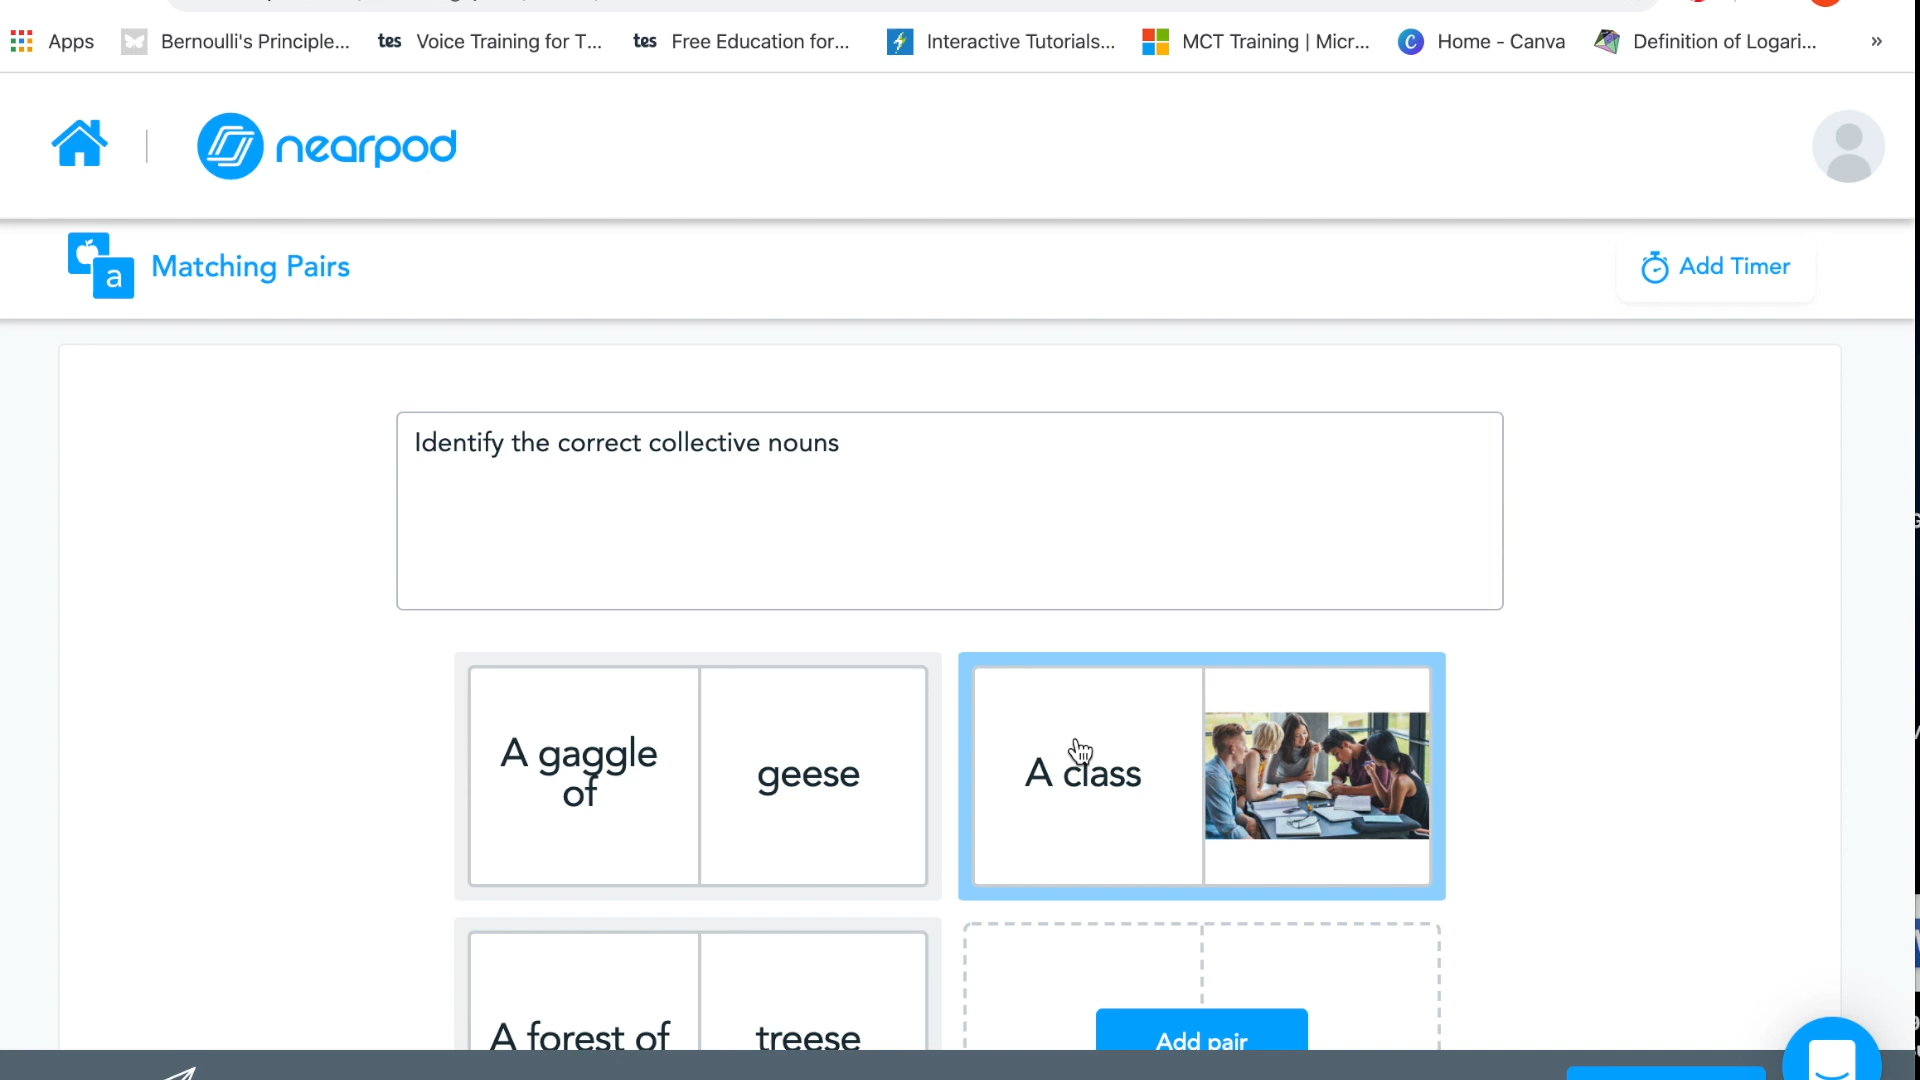 Apps Bernoulli's Principle... tes Voice Training for T... tes Free Education for... Interactive Tutorials... MCT Training | Micr... C Home - Canva Definition of Logari... »
nearpod
a Matching Pairs Add Timer
Identify the correct collective nouns
A gaggle
of
geese
A class
A forest of
treese
Add pair